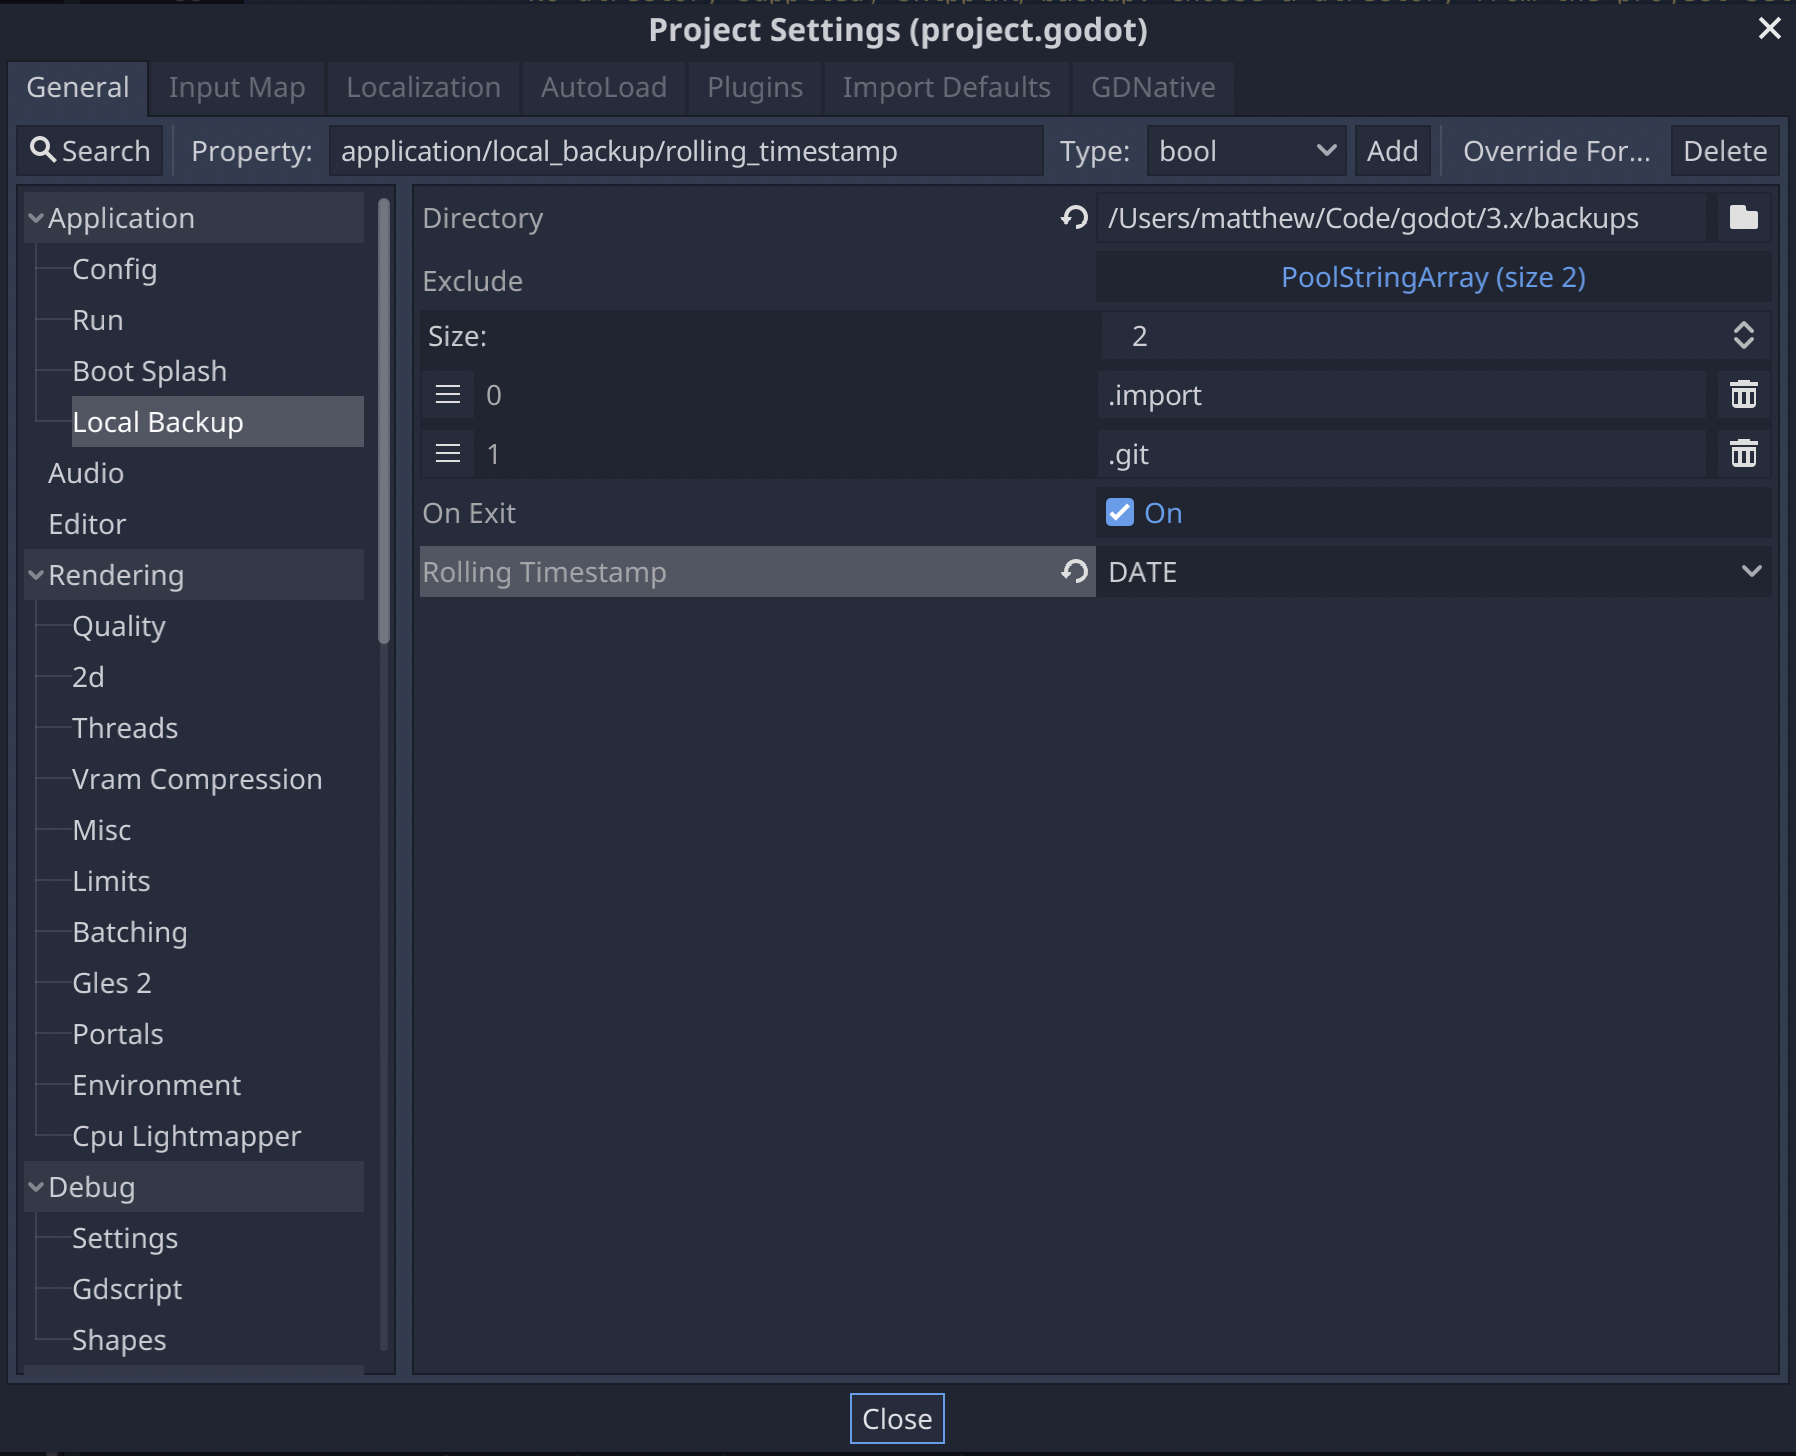 Project Settings (project.godot)
General Input Map Localization AutoLoad Plugins Import Defaults GDNative
Search Property: application/local_backup/rolling_timestamp Type: bool Add Override For... Delete
Application
Config
Run
Boot Splash
Local Backup
Audio
Editor
Rendering
Quality
2d
Threads
Vram Compression
Misc
Limits
Batching
Gles 2
Portals
Environment
Cpu Lightmapper
Debug
Settings
Gdscript
Shapes
Directory /Users/matthew/Code/godot/3.x/backups
Exclude PoolStringArray (size 2)
Size: 2
0 .import
1 .git
On Exit On
Rolling Timestamp DATE
Close